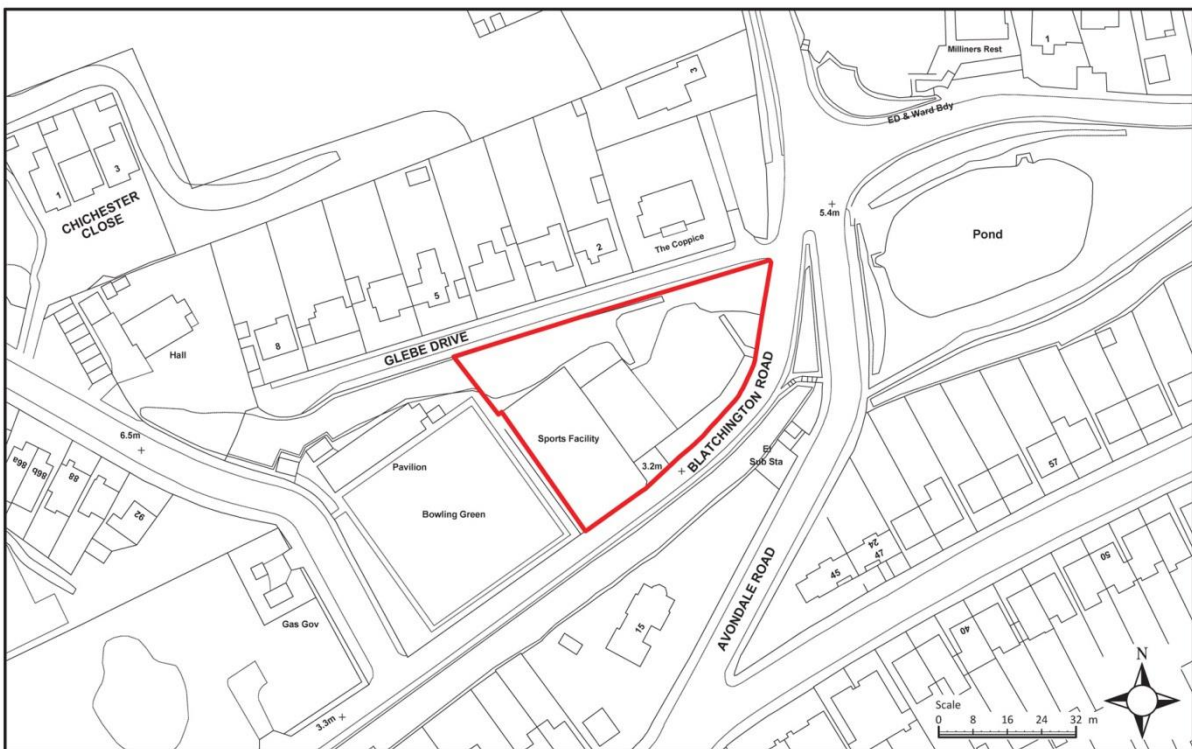 Milliners Rest
1
3
ED & Ward Bdy
1
3
CHICHESTER
CLOSE
5.4m
Pond
2
The Coppice
5
8
GLEBE DRIVE
Hall
BLATCHINGTON ROAD
6.5m
Sports Facility
El
Sub Sta
3.2m
86a
86b
88
92
Pavilion
57
Bowling Green
24
47
45
50
40
AVONDALE ROAD
15
Gas Gov
3.3m
N
Scale
0 8 16 24 32 m